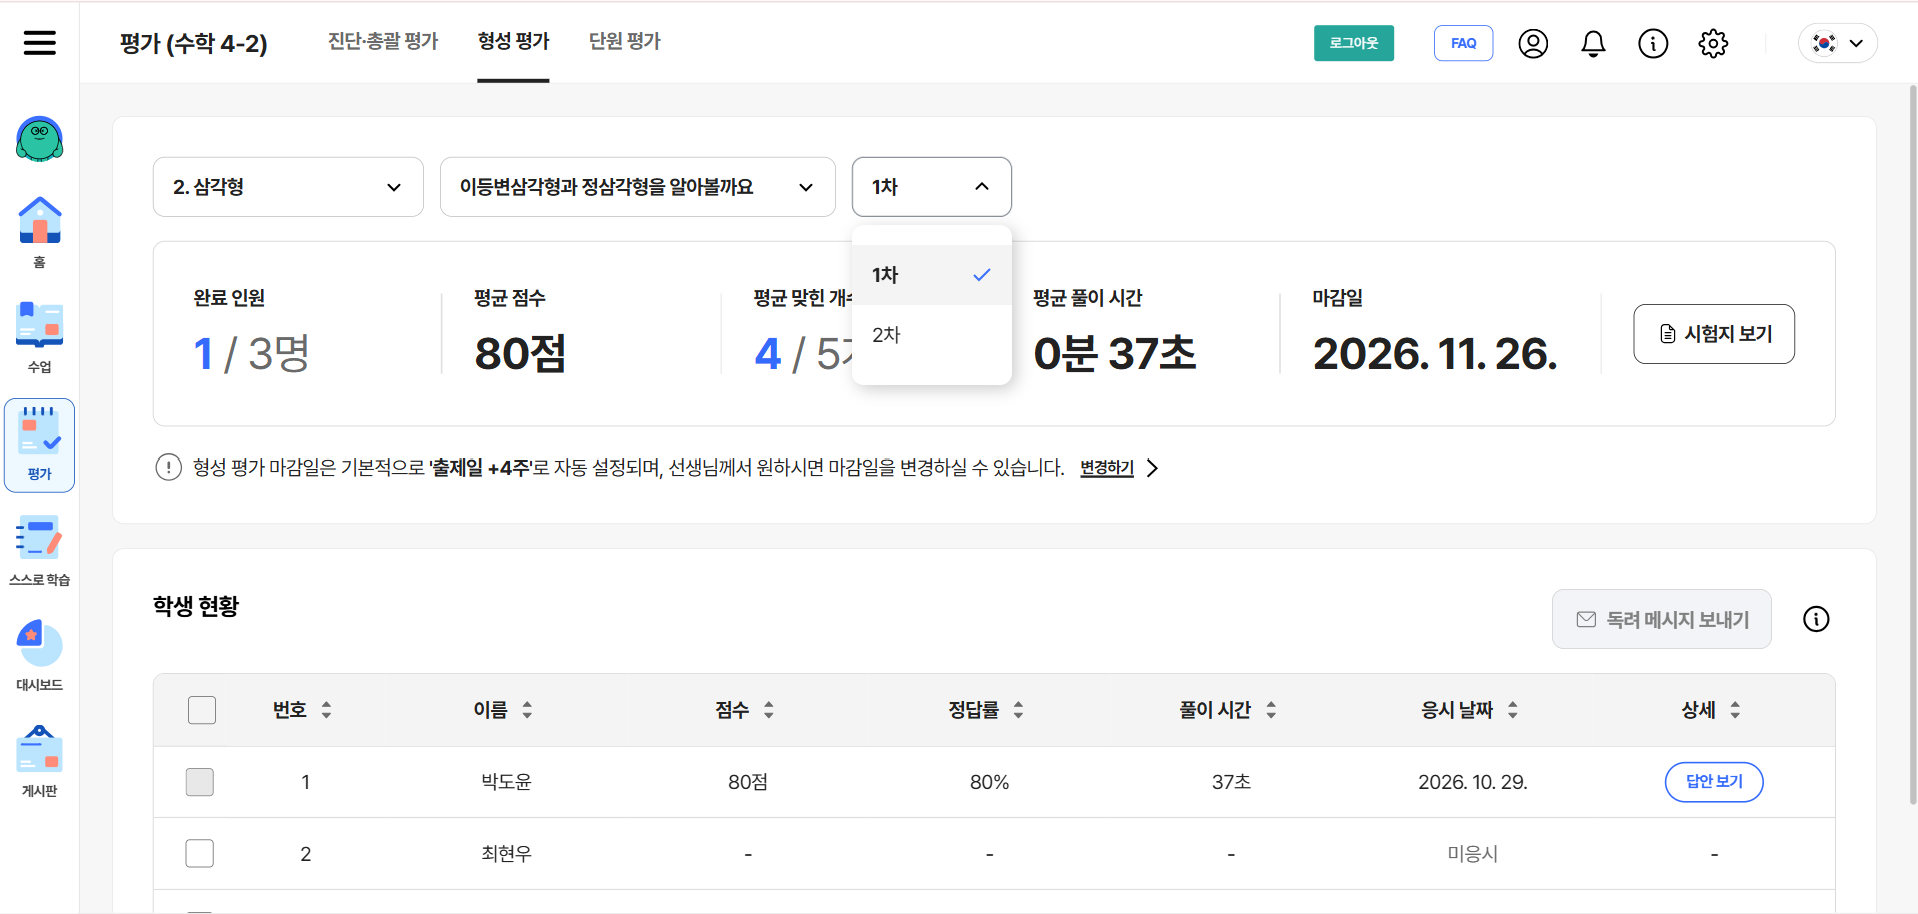 평가 (수학 4-2)
진단·총괄 평가
형성 평가
단원 평가
로그아웃
FAQ
홈
수업
평가
스스로 학습
대시보드
게시판
2. 삼각형
이등변삼각형과 정삼각형을 알아볼까요
1차
1차
2차
완료 인원
1 / 3명
평균 점수
80점
평균 맞힌 개수
4 / 5
평균 풀이 시간
0분 37초
마감일
2026. 11. 26.
시험지 보기
형성 평가 마감일은 기본적으로 '출제일 +4주'로 자동 설정되며, 선생님께서 원하시면 마감일을 변경하실 수 있습니다. 변경하기
학생 현황
독려 메시지 보내기
번호 이름 점수 정답률 풀이 시간 응시 날짜 상세
1 박도윤 80점 80% 37초 2026. 10. 29. 답안 보기
2 최현우 - - - 미응시 -